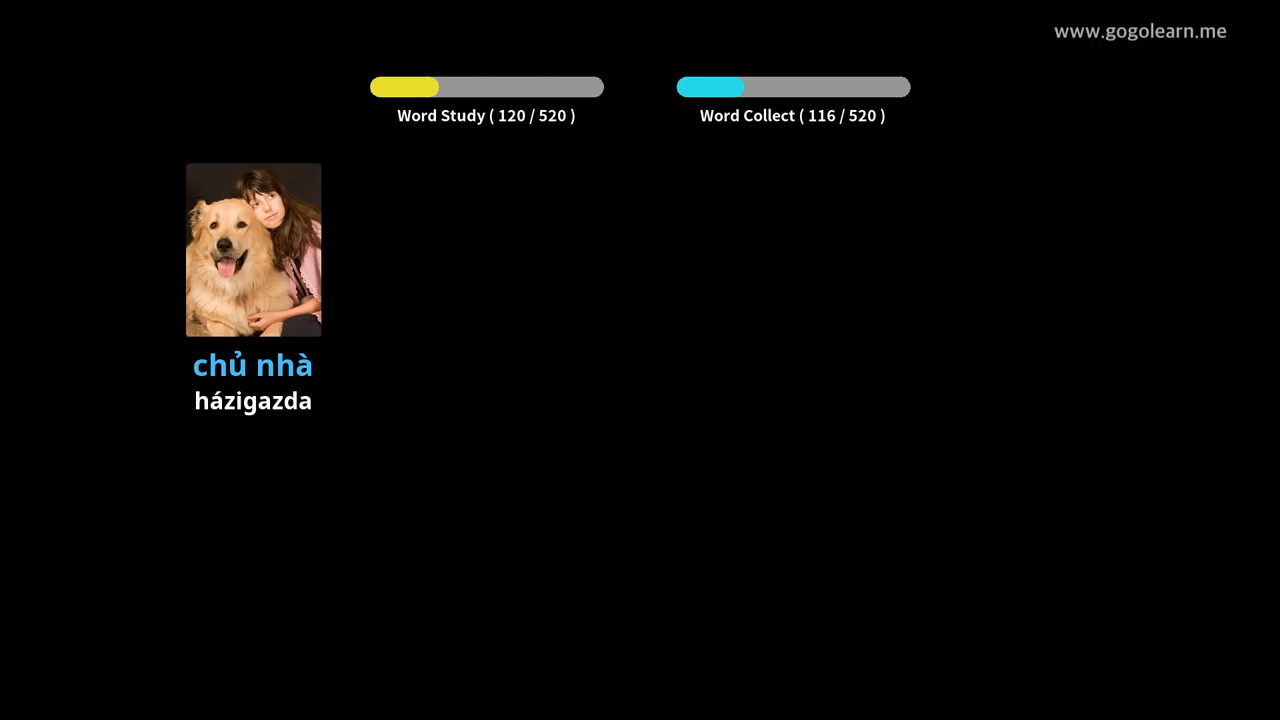 www.gogolearn.me
Word Study ( 120 / 520 )
Word Collect ( 116 / 520 )
chủ nhà
házigazda